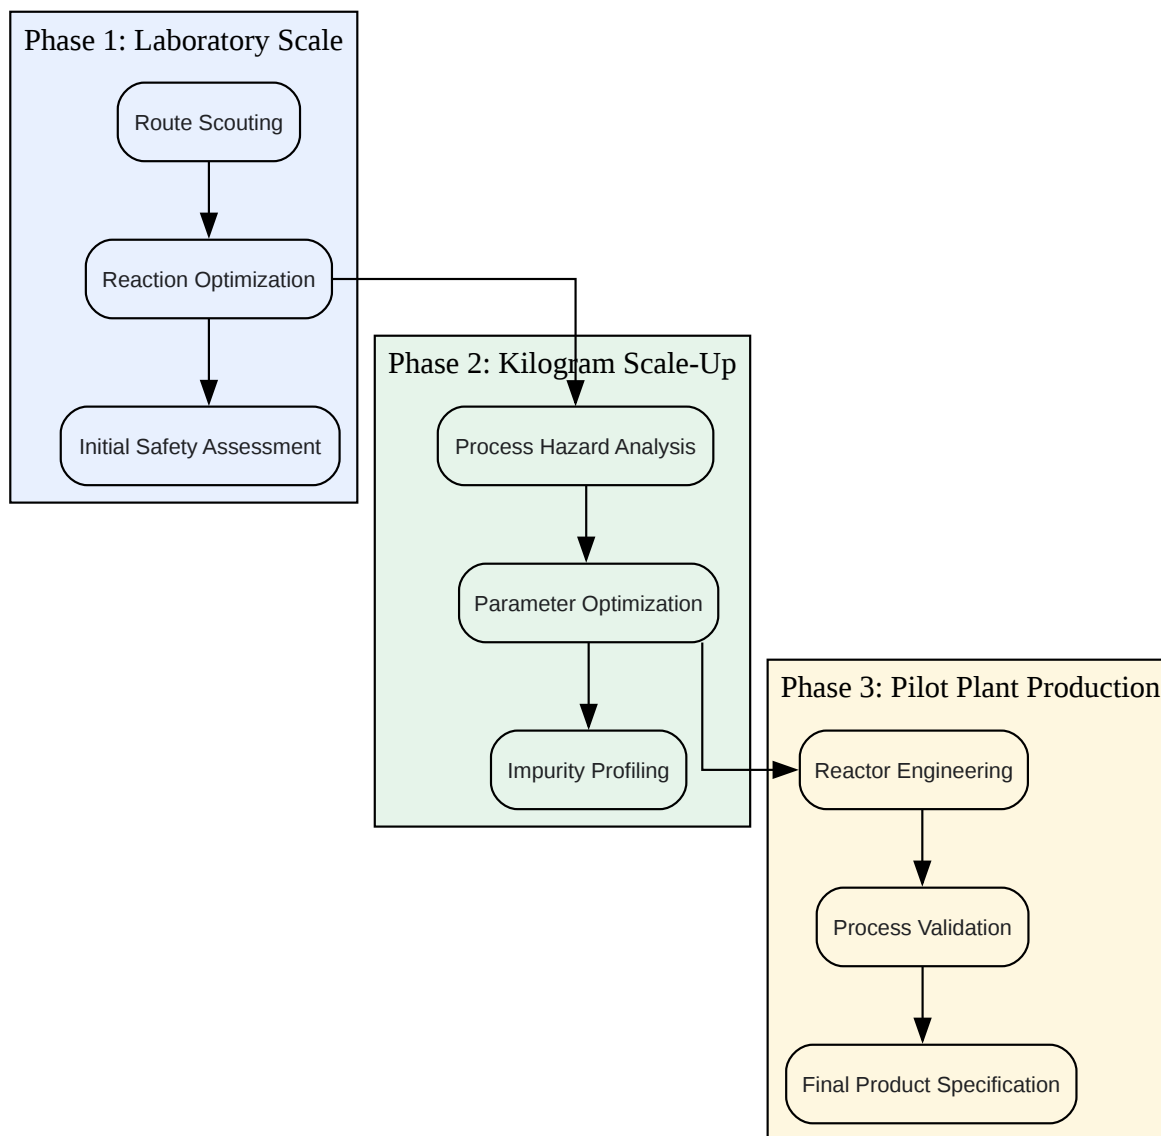 Phase 1: Laboratory Scale
Route Scouting
Reaction Optimization
Initial Safety Assessment
Phase 2: Kilogram Scale-Up
Process Hazard Analysis
Parameter Optimization
Impurity Profiling
Phase 3: Pilot Plant Production
Reactor Engineering
Process Validation
Final Product Specification